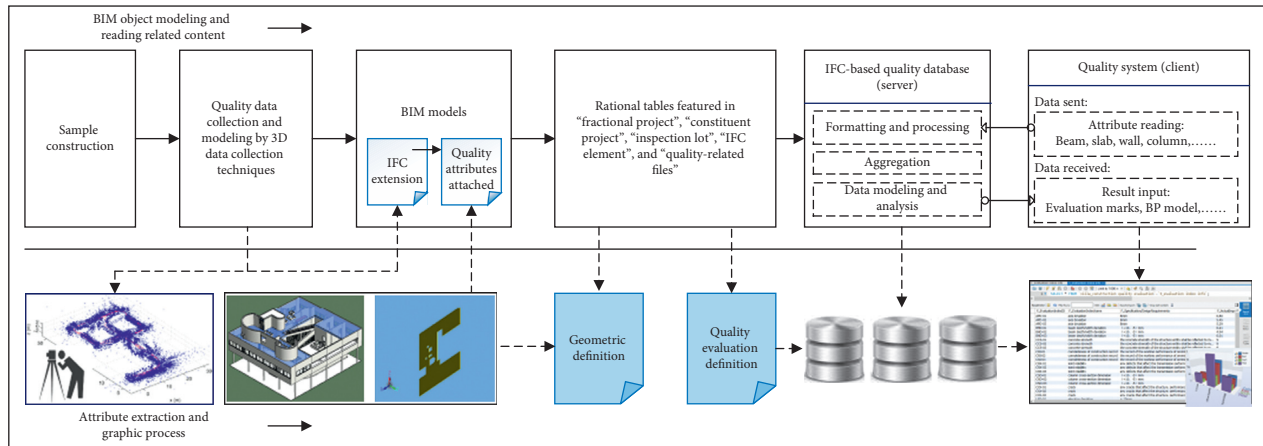 BIM object modeling and
reading related content
Sample
construction
Quality data
collection and
modeling by 3D
data collection
techniques
BIM models
IFC
extension
Quality
attributes
attached
Rational tables featured in
“fractional project”, “constituent
project”, “inspection lot”, “IFC
element”, and “quality-related
files”
IFC-based quality database
(server)
Formatting and processing
Aggregation
Data modeling and
analysis
Quality system (client)
Data sent:
Attribute reading:
Beam, slab, wall, column,……
Data received:
Result input:
Evaluation marks, BP model,……
Geometric
definition
Quality
evaluation
definition
Attribute extraction and
graphic process